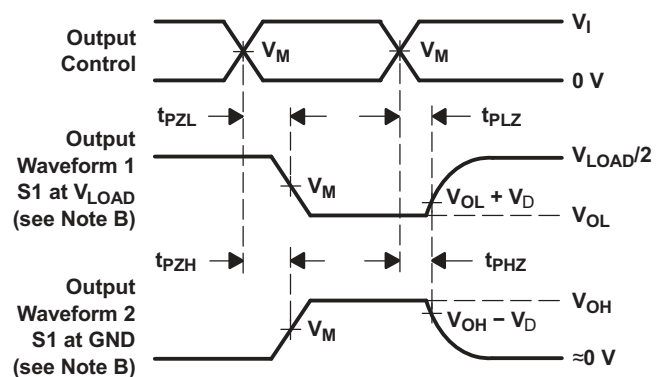 Output
Control
V_M
V_M
V_I
0 V
t_PZL
t_PLZ
Output
Waveform 1
S1 at V_LOAD
(see Note B)
V_M
V_LOAD/2
V_OL + V_D
V_OL
t_PZH
t_PHZ
Output
Waveform 2
S1 at GND
(see Note B)
V_M
V_OH
V_OH − V_D
≈0 V